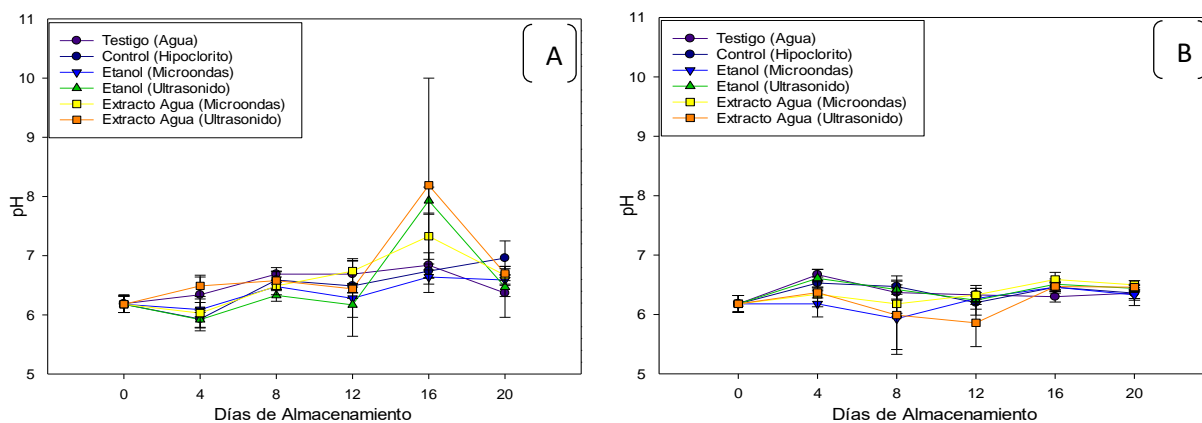 11
10
9
8
7
6
5
pH
Testigo (Agua)
Control (Hipoclorito)
Etanol (Microondas)
Etanol (Ultrasonido)
Extracto Agua (Microondas)
Extracto Agua (Ultrasonido)
A
0 4 8 12 16 20
Días de Almacenamiento
11
10
9
8
7
6
5
pH
Testigo (Agua)
Control (Hipoclorito)
Etanol (Microondas)
Etanol (Ultrasonido)
Extracto Agua (Microondas)
Extracto Agua (Ultrasonido)
B
0 4 8 12 16 20
Días de Almacenamiento